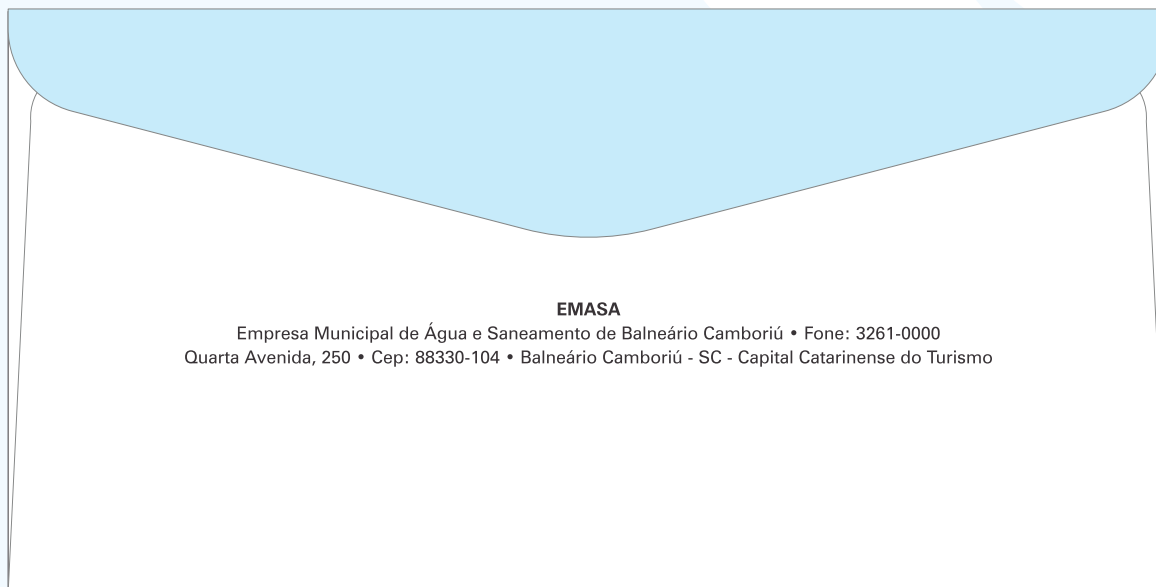 EMASA
Empresa Municipal de Água e Saneamento de Balneário Camboriú • Fone: 3261-0000
Quarta Avenida, 250 • Cep: 88330-104 • Balneário Camboriú - SC - Capital Catarinense do Turismo